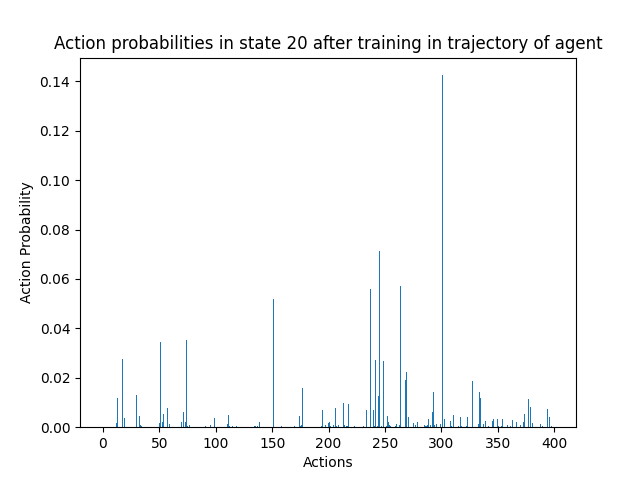 Action probabilities in state 20 after training in trajectory of agent
0.14
0.12
0.10
0.08
0.06
0.04
0.02
0.00
Action Probability
0 50 100 150 200 250 300 350 400
Actions